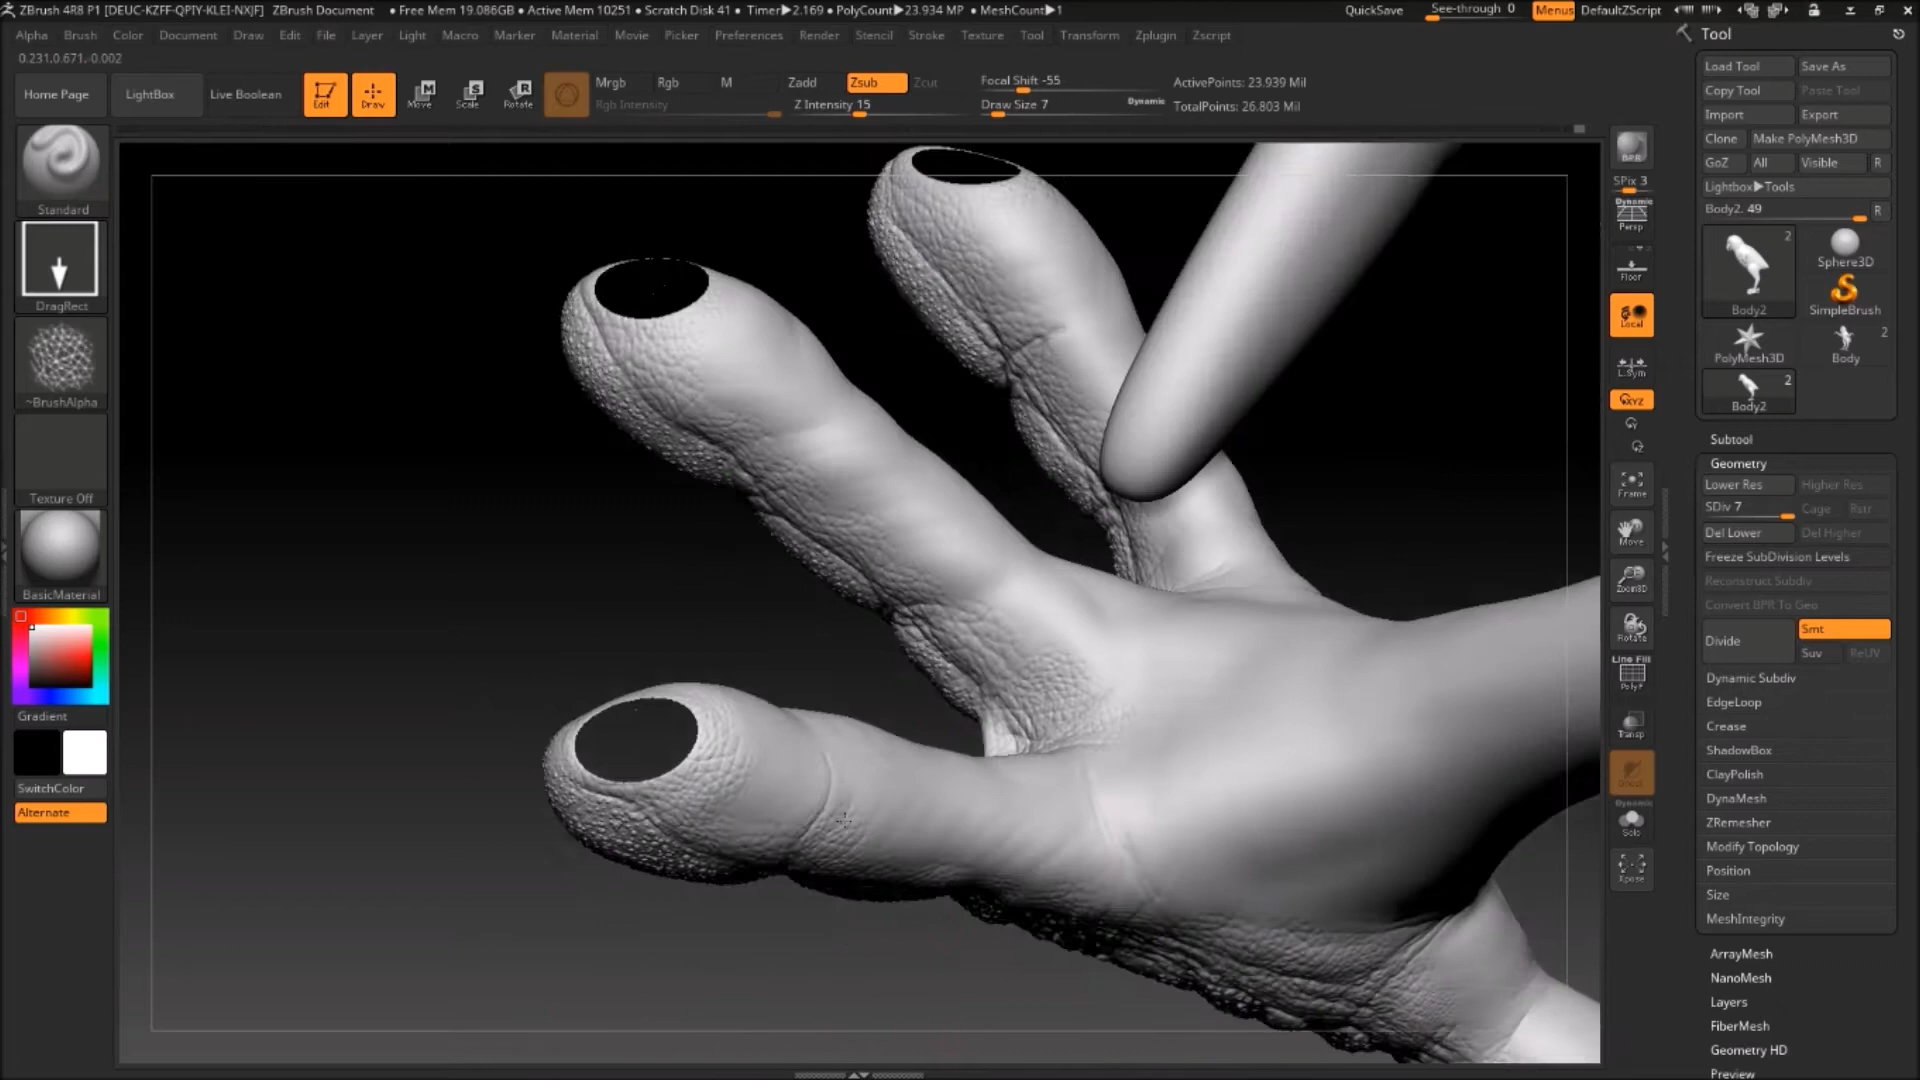 ZBrush 4R8 P1 [DEUC-KZFF-QPIY-KLEI-NXJF] ZBrush Document • Free Mem 19.086GB • Active Mem 10251 • Scratch Disk 41 • Timer▶2.169 • PolyCount▶23.934 MP • MeshCount▶1 QuickSave See-through 0 Menus DefaultZScript
Alpha Brush Color Document Draw Edit File Layer Light Macro Marker Material Movie Picker Preferences Render Stencil Stroke Texture Tool Transform Zplugin Zscript
0.231,0.671,-0.002
Home Page LightBox Live Boolean Edit Draw Move Scale Rotate
Mrgb Rgb M Zadd Zsub Zcut Focal Shift -55 ActivePoints: 23.939 Mil
Rgb Intensity Z Intensity 15 Draw Size 7 Dynamic TotalPoints: 26.803 Mil
Standard
DragRect
~BrushAlpha
Texture Off
BasicMaterial
Gradient
SwitchColor
Alternate
BPR
SPix 3
Dynamic
Persp
Floor
Local
L.Sym
XYZ
Frame
Move
Zoom3D
Rotate
Line Fill
PolyF
Transp
Ghost
Dynamic
Solo
Xpose
Tool
Load Tool Save As
Copy Tool Paste Tool
Import Export
Clone Make PolyMesh3D
GoZ All Visible R
Lightbox▶Tools
Body2. 49 R
2
Sphere3D
Body2 SimpleBrush
2
PolyMesh3D Body
2
Body2
Subtool
Geometry
Lower Res Higher Res
SDiv 7 Cage Rstr
Del Lower Del Higher
Freeze SubDivision Levels
Reconstruct Subdiv
Convert BPR To Geo
Divide Smt
Suv ReUV
Dynamic Subdiv
EdgeLoop
Crease
ShadowBox
ClayPolish
DynaMesh
ZRemesher
Modify Topology
Position
Size
MeshIntegrity
ArrayMesh
NanoMesh
Layers
FiberMesh
Geometry HD
Preview